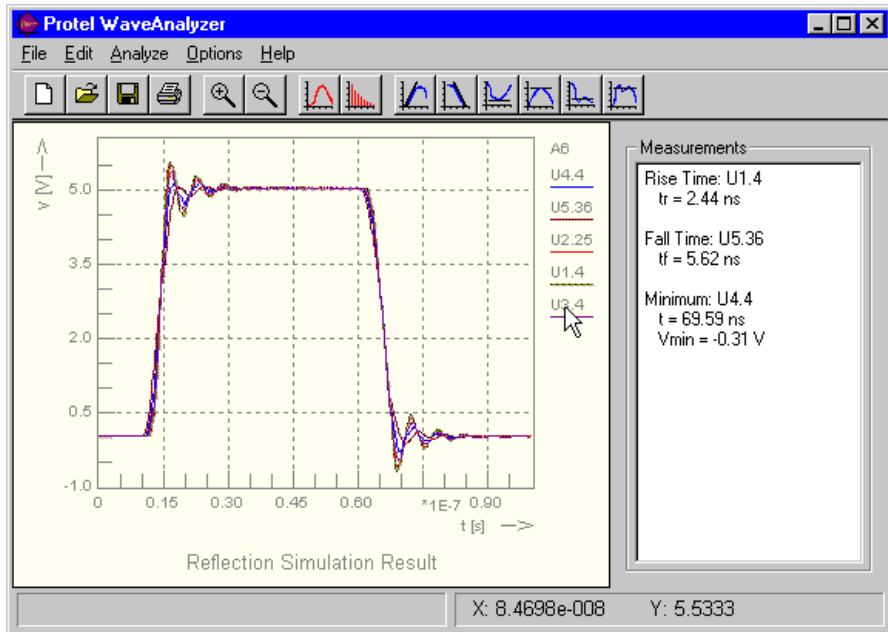 Protel WaveAnalyzer
File Edit Analyze Options Help
v [V]
5.0
3.5
2.0
0.5
-1.0
0 0.15 0.30 0.45 0.60 *1E-7 0.90
t [s]
Reflection Simulation Result
A6
U4.4
U5.36
U2.25
U1.4
U3.4
Measurements
Rise Time: U1.4
tr = 2.44 ns
Fall Time: U5.36
tf = 5.62 ns
Minimum: U4.4
t = 69.59 ns
Vmin = -0.31 V
X: 8.4698e-008 Y: 5.5333